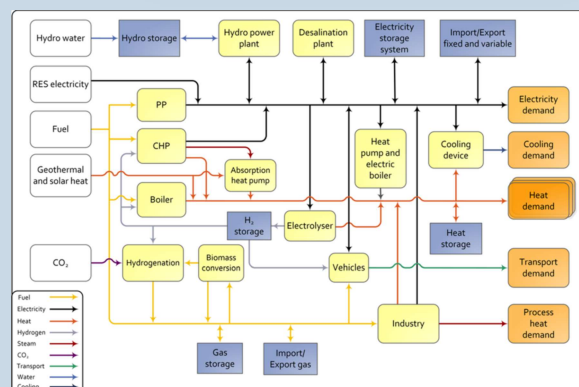 Hydro water
Hydro storage
Hydro power
plant
Desalination
plant
Electricity
storage
system
Import/Export
fixed and variable
RES electricity
PP
Electricity
demand
Fuel
CHP
Heat
pump and
electric
boiler
Cooling
device
Cooling
demand
Geothermal
and solar heat
Absorption
heat pump
Boiler
Heat
demand
H₂
storage
Electrolyser
Heat
storage
CO₂
Hydrogenation
Biomass
conversion
Vehicles
Transport
demand
Fuel
Electricity
Heat
Hydrogen
Steam
CO₂
Transport
Water
Cooling
Industry
Process
heat demand
Gas
storage
Import/
Export gas